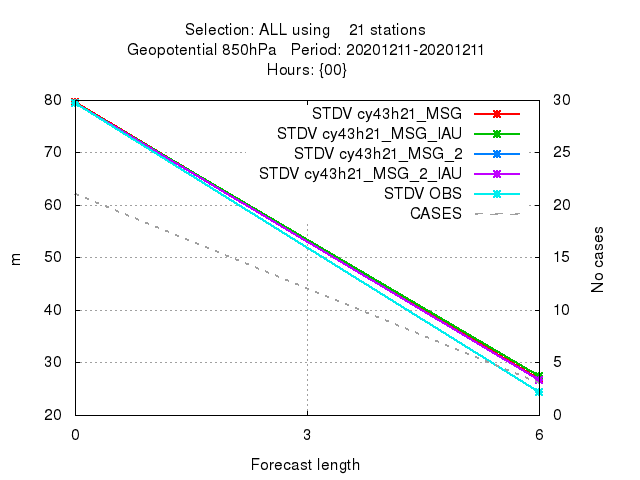 Selection: ALL using    21 stations
Geopotential 850hPa   Period: 20201211-20201211
Hours: {00}
80
70
60
50
40
30
20
30
25
20
15
10
5
0
STDV cy43h21_MSG
STDV cy43h21_MSG_IAU
STDV cy43h21_MSG_2
STDV cy43h21_MSG_2_IAU
STDV OBS
CASES
m
No cases
0 3 6
Forecast length